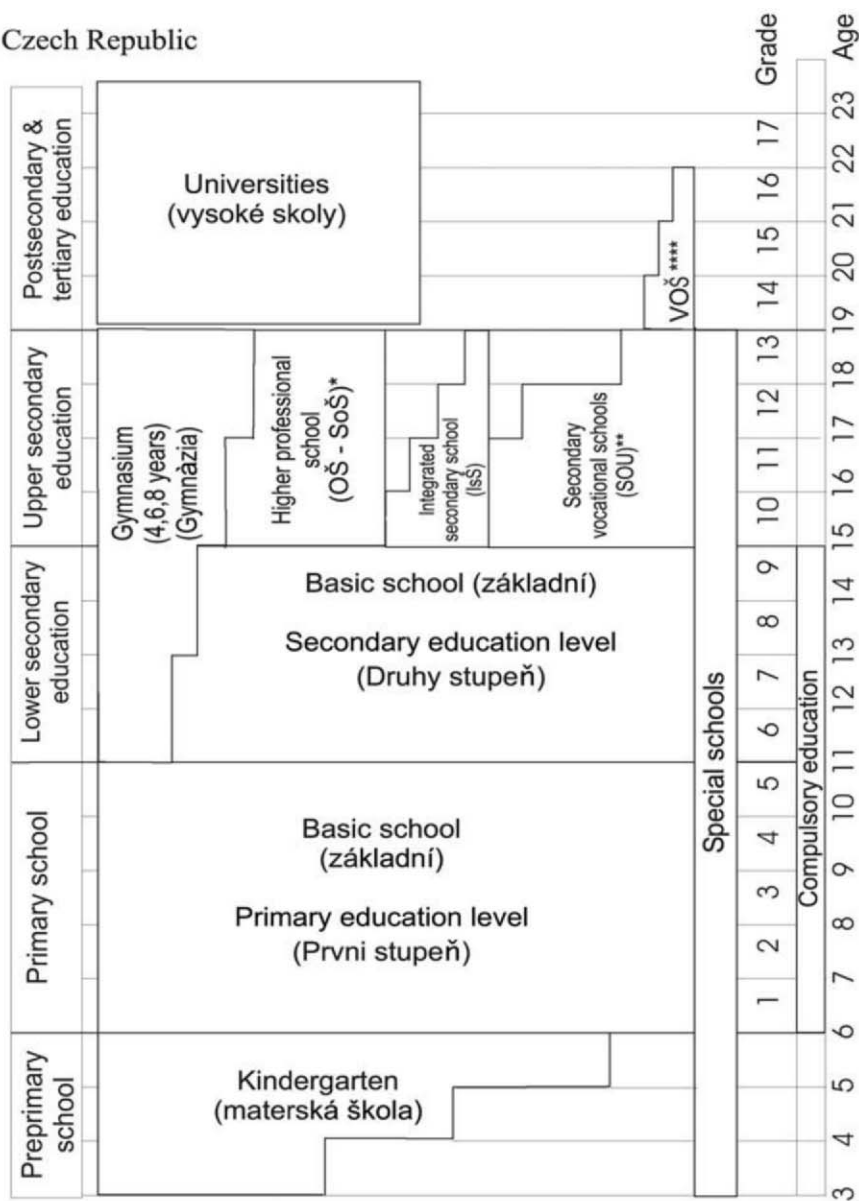 Czech Republic
Grade
Age
Postsecondary &
tertiary education
Universities
(vysoké skoly)
VOŠ ****
17
16
15
14
23
22
21
20
19
Upper secondary
education
Gymnasium
(4,6,8 years)
(Gymnàzia)
Higher professional
school
(OŠ - SoŠ)*
Integrated
secondary school
(IsŠ)
Secondary
vocational schools
(SOU)**
13
12
11
10
18
17
16
15
Lower secondary
education
Basic school (základní)
Secondary education level
(Druhy stupeň)
9
8
7
6
14
13
12
11
Special schools
Compulsory education
Primary school
Basic school
(základní)
Primary education level
(Prvni stupeň)
5
4
3
2
1
10
9
8
7
6
Preprimary
school
Kindergarten
(materská škola)
5
4
3